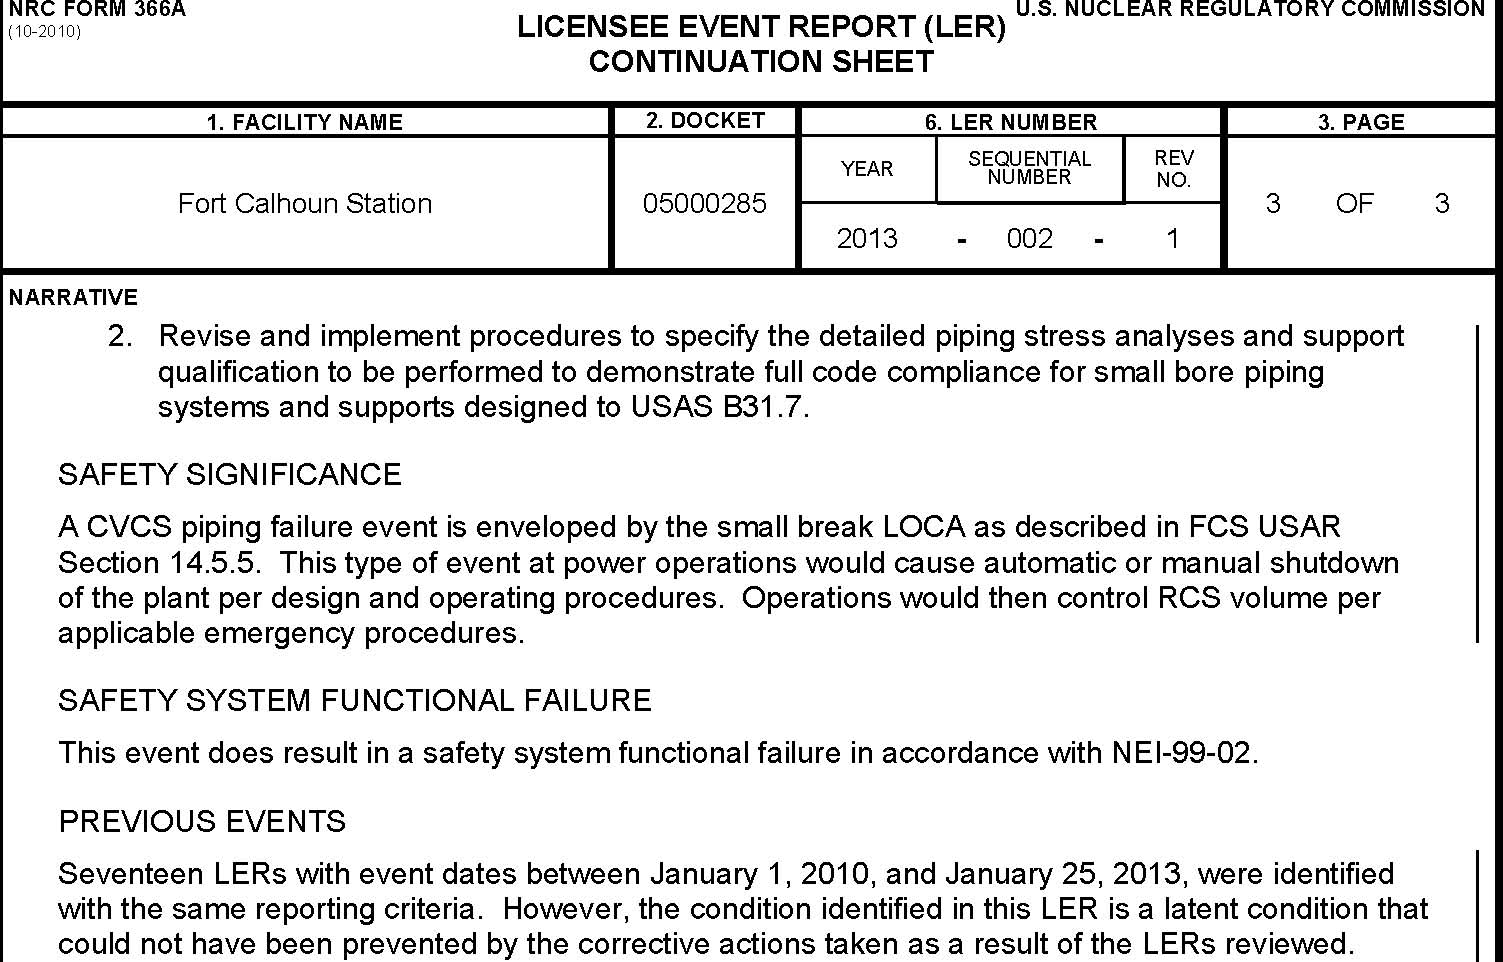 NRC FORM 366A
(10-2010)
U.S. NUCLEAR REGULATORY COMMISSION
LICENSEE EVENT REPORT (LER)
CONTINUATION SHEET
1. FACILITY NAME
2. DOCKET
6. LER NUMBER
3. PAGE
Fort Calhoun Station
05000285
YEAR
SEQUENTIAL
NUMBER
REV
NO.
2013 - 002 - 1
3 OF 3
NARRATIVE
2. Revise and implement procedures to specify the detailed piping stress analyses and support
qualification to be performed to demonstrate full code compliance for small bore piping
systems and supports designed to USAS B31.7.
SAFETY SIGNIFICANCE
A CVCS piping failure event is enveloped by the small break LOCA as described in FCS USAR
Section 14.5.5. This type of event at power operations would cause automatic or manual shutdown
of the plant per design and operating procedures. Operations would then control RCS volume per
applicable emergency procedures.
SAFETY SYSTEM FUNCTIONAL FAILURE
This event does result in a safety system functional failure in accordance with NEI-99-02.
PREVIOUS EVENTS
Seventeen LERs with event dates between January 1, 2010, and January 25, 2013, were identified
with the same reporting criteria. However, the condition identified in this LER is a latent condition that
could not have been prevented by the corrective actions taken as a result of the LERs reviewed.